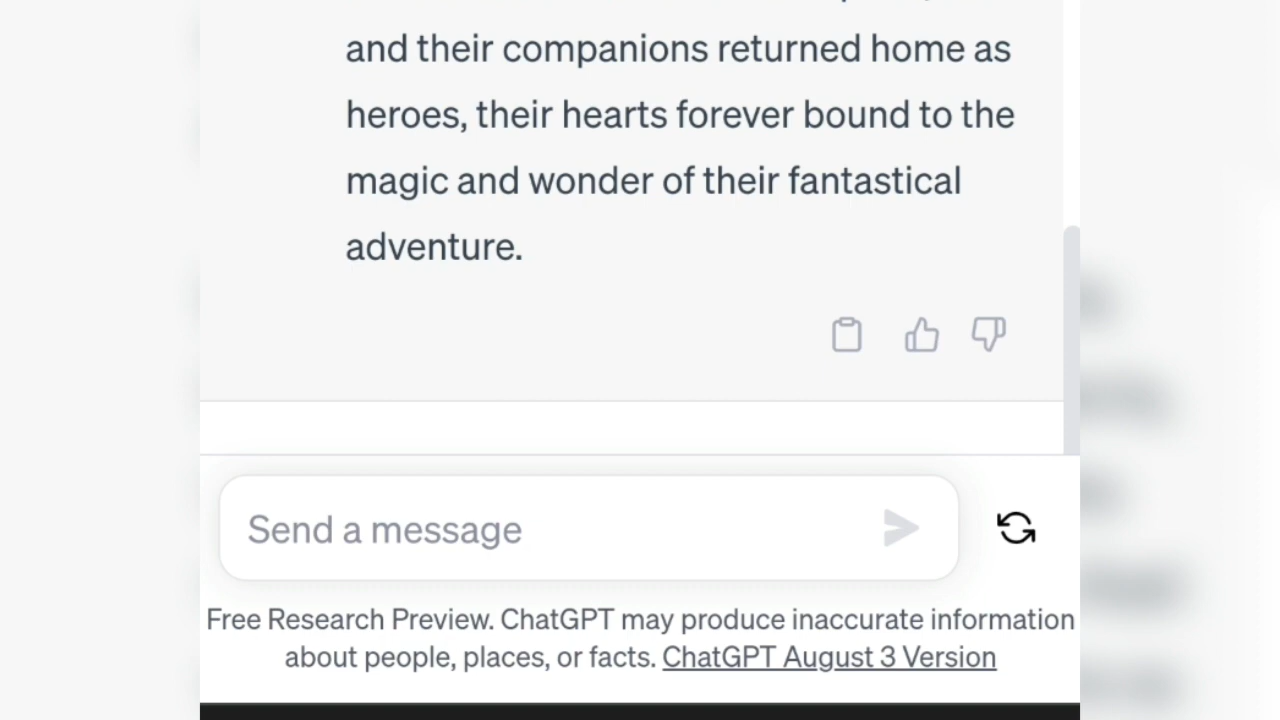 and their companions returned home as
heroes, their hearts forever bound to the
magic and wonder of their fantastical
adventure.
Send a message
Free Research Preview. ChatGPT may produce inaccurate information
about people, places, or facts. ChatGPT August 3 Version